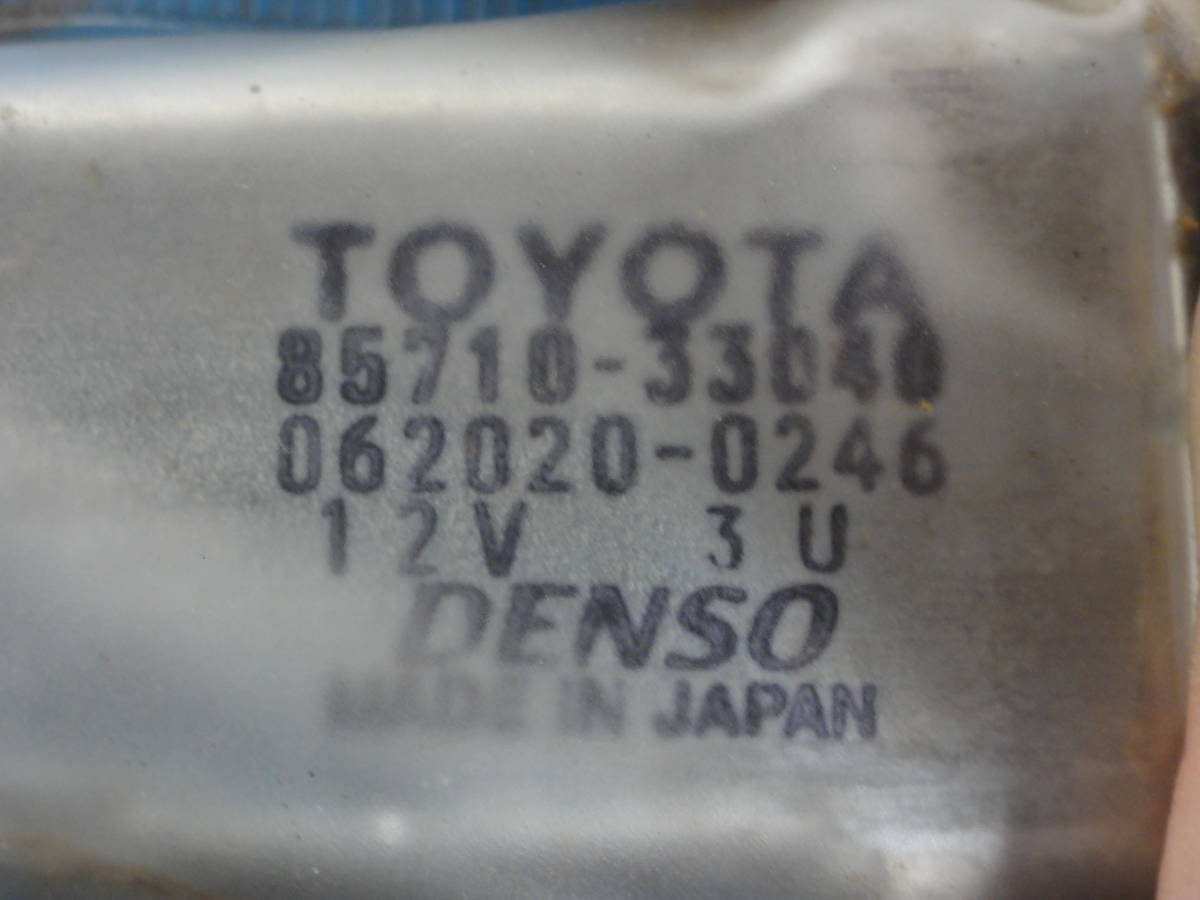 TOYOTA
85710-33040
062020-0246
12V 3U
DENSO
MADE IN JAPAN